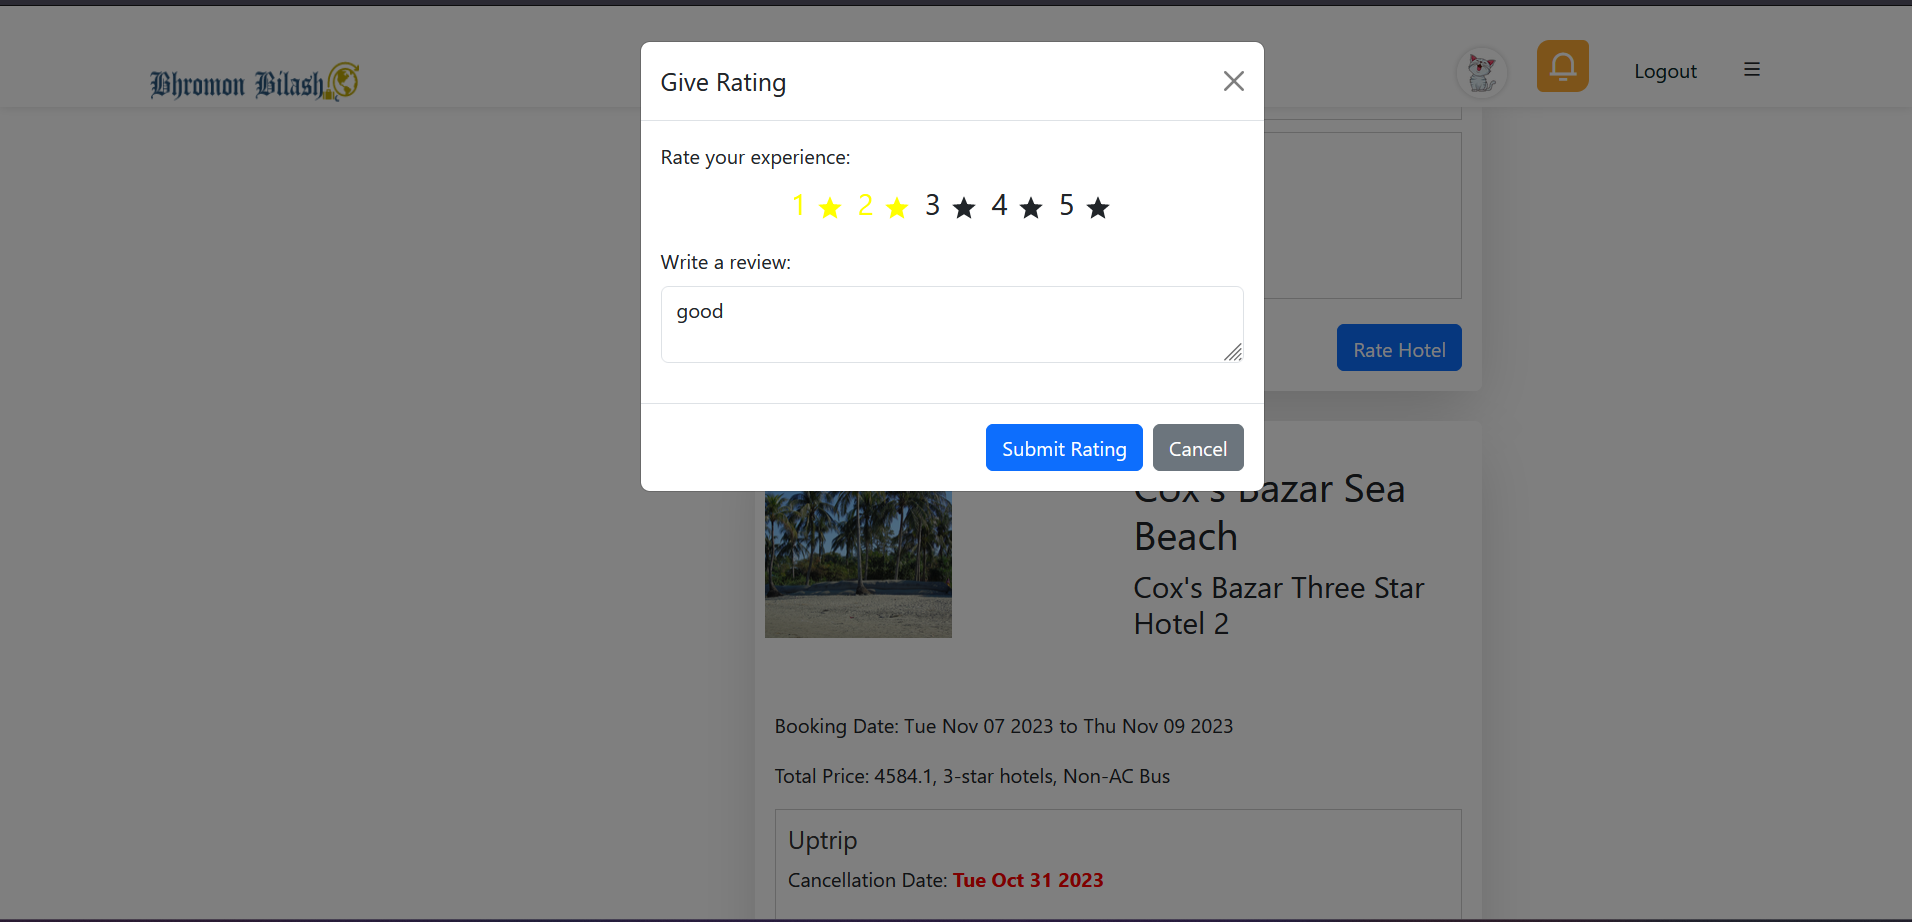 Bhromon Bilash
Logout
Give Rating
Rate your experience:
1 ★ 2 ★ 3 ★ 4 ★ 5 ★
Write a review:
good
Rate Hotel
Submit Rating
Cancel
Cox's Bazar Sea
Beach
Cox's Bazar Three Star
Hotel 2
Booking Date: Tue Nov 07 2023 to Thu Nov 09 2023
Total Price: 4584.1, 3-star hotels, Non-AC Bus
Uptrip
Cancellation Date: Tue Oct 31 2023